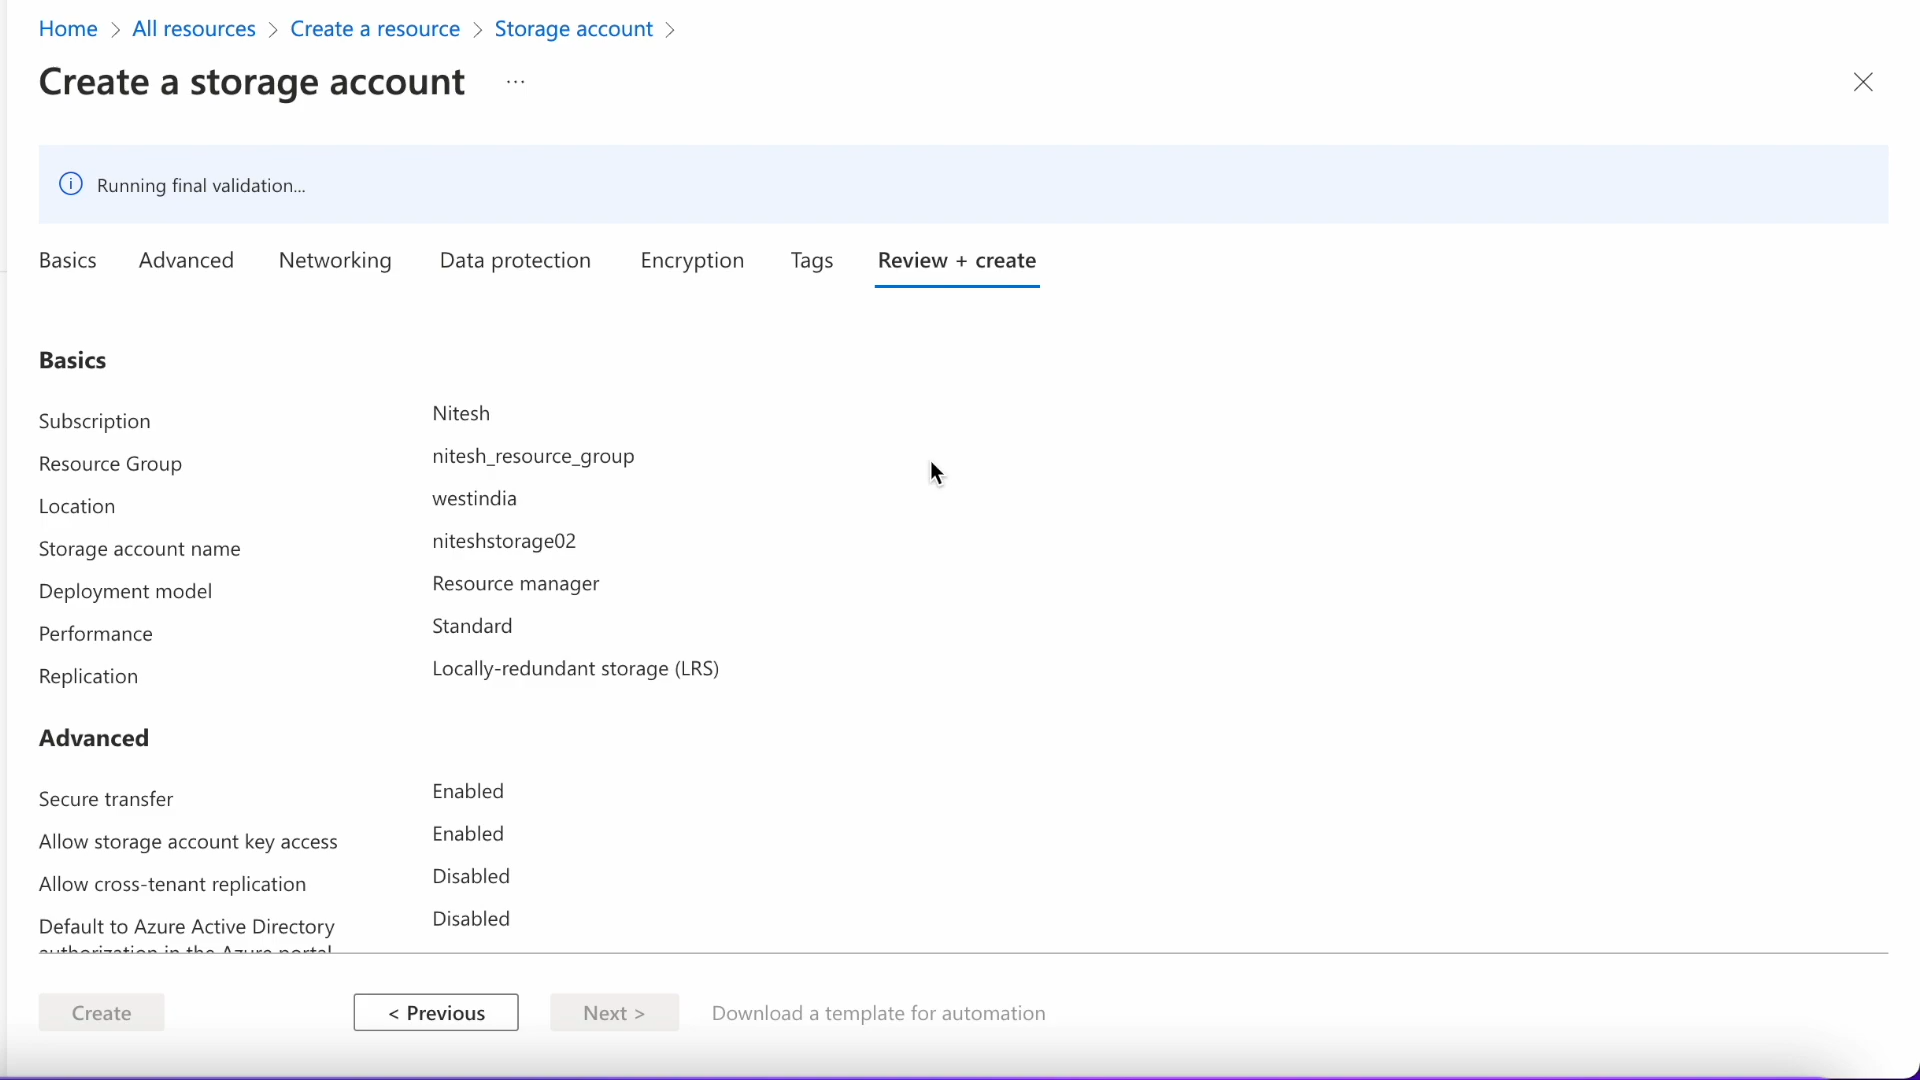 Home > All resources > Create a resource > Storage account >
Create a storage account ...
Running final validation...
Basics Advanced Networking Data protection Encryption Tags Review + create
Basics
Subscription Nitesh
Resource Group nitesh_resource_group
Location westindia
Storage account name niteshstorage02
Deployment model Resource manager
Performance Standard
Replication Locally-redundant storage (LRS)
Advanced
Secure transfer Enabled
Allow storage account key access Enabled
Allow cross-tenant replication Disabled
Default to Azure Active Directory Disabled
authorization in the Azure portal
Create < Previous Next > Download a template for automation